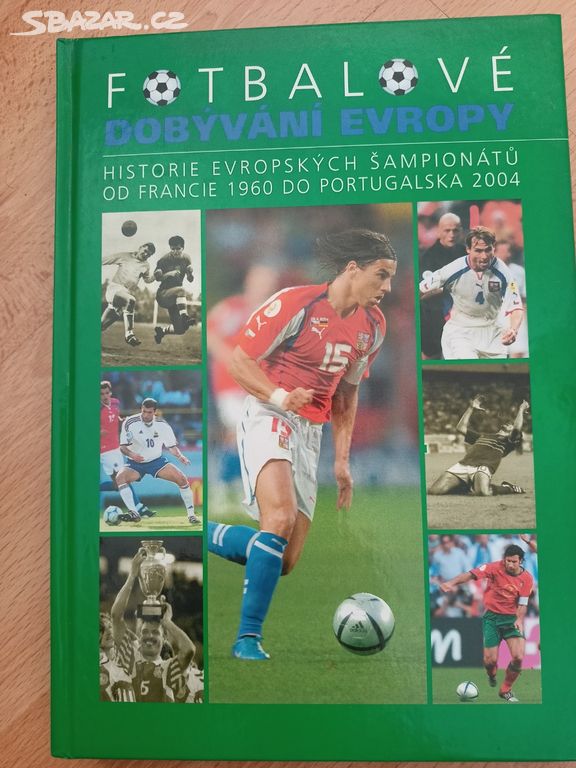 SBAZAR.CZ
FOTBALOVÉ
DOBÝVÁNÍ EVROPY
HISTORIE EVROPSKÝCH ŠAMPIONÁTŮ
OD FRANCIE 1960 DO PORTUGALSKA 2004
4
15
10
15
5
adidas